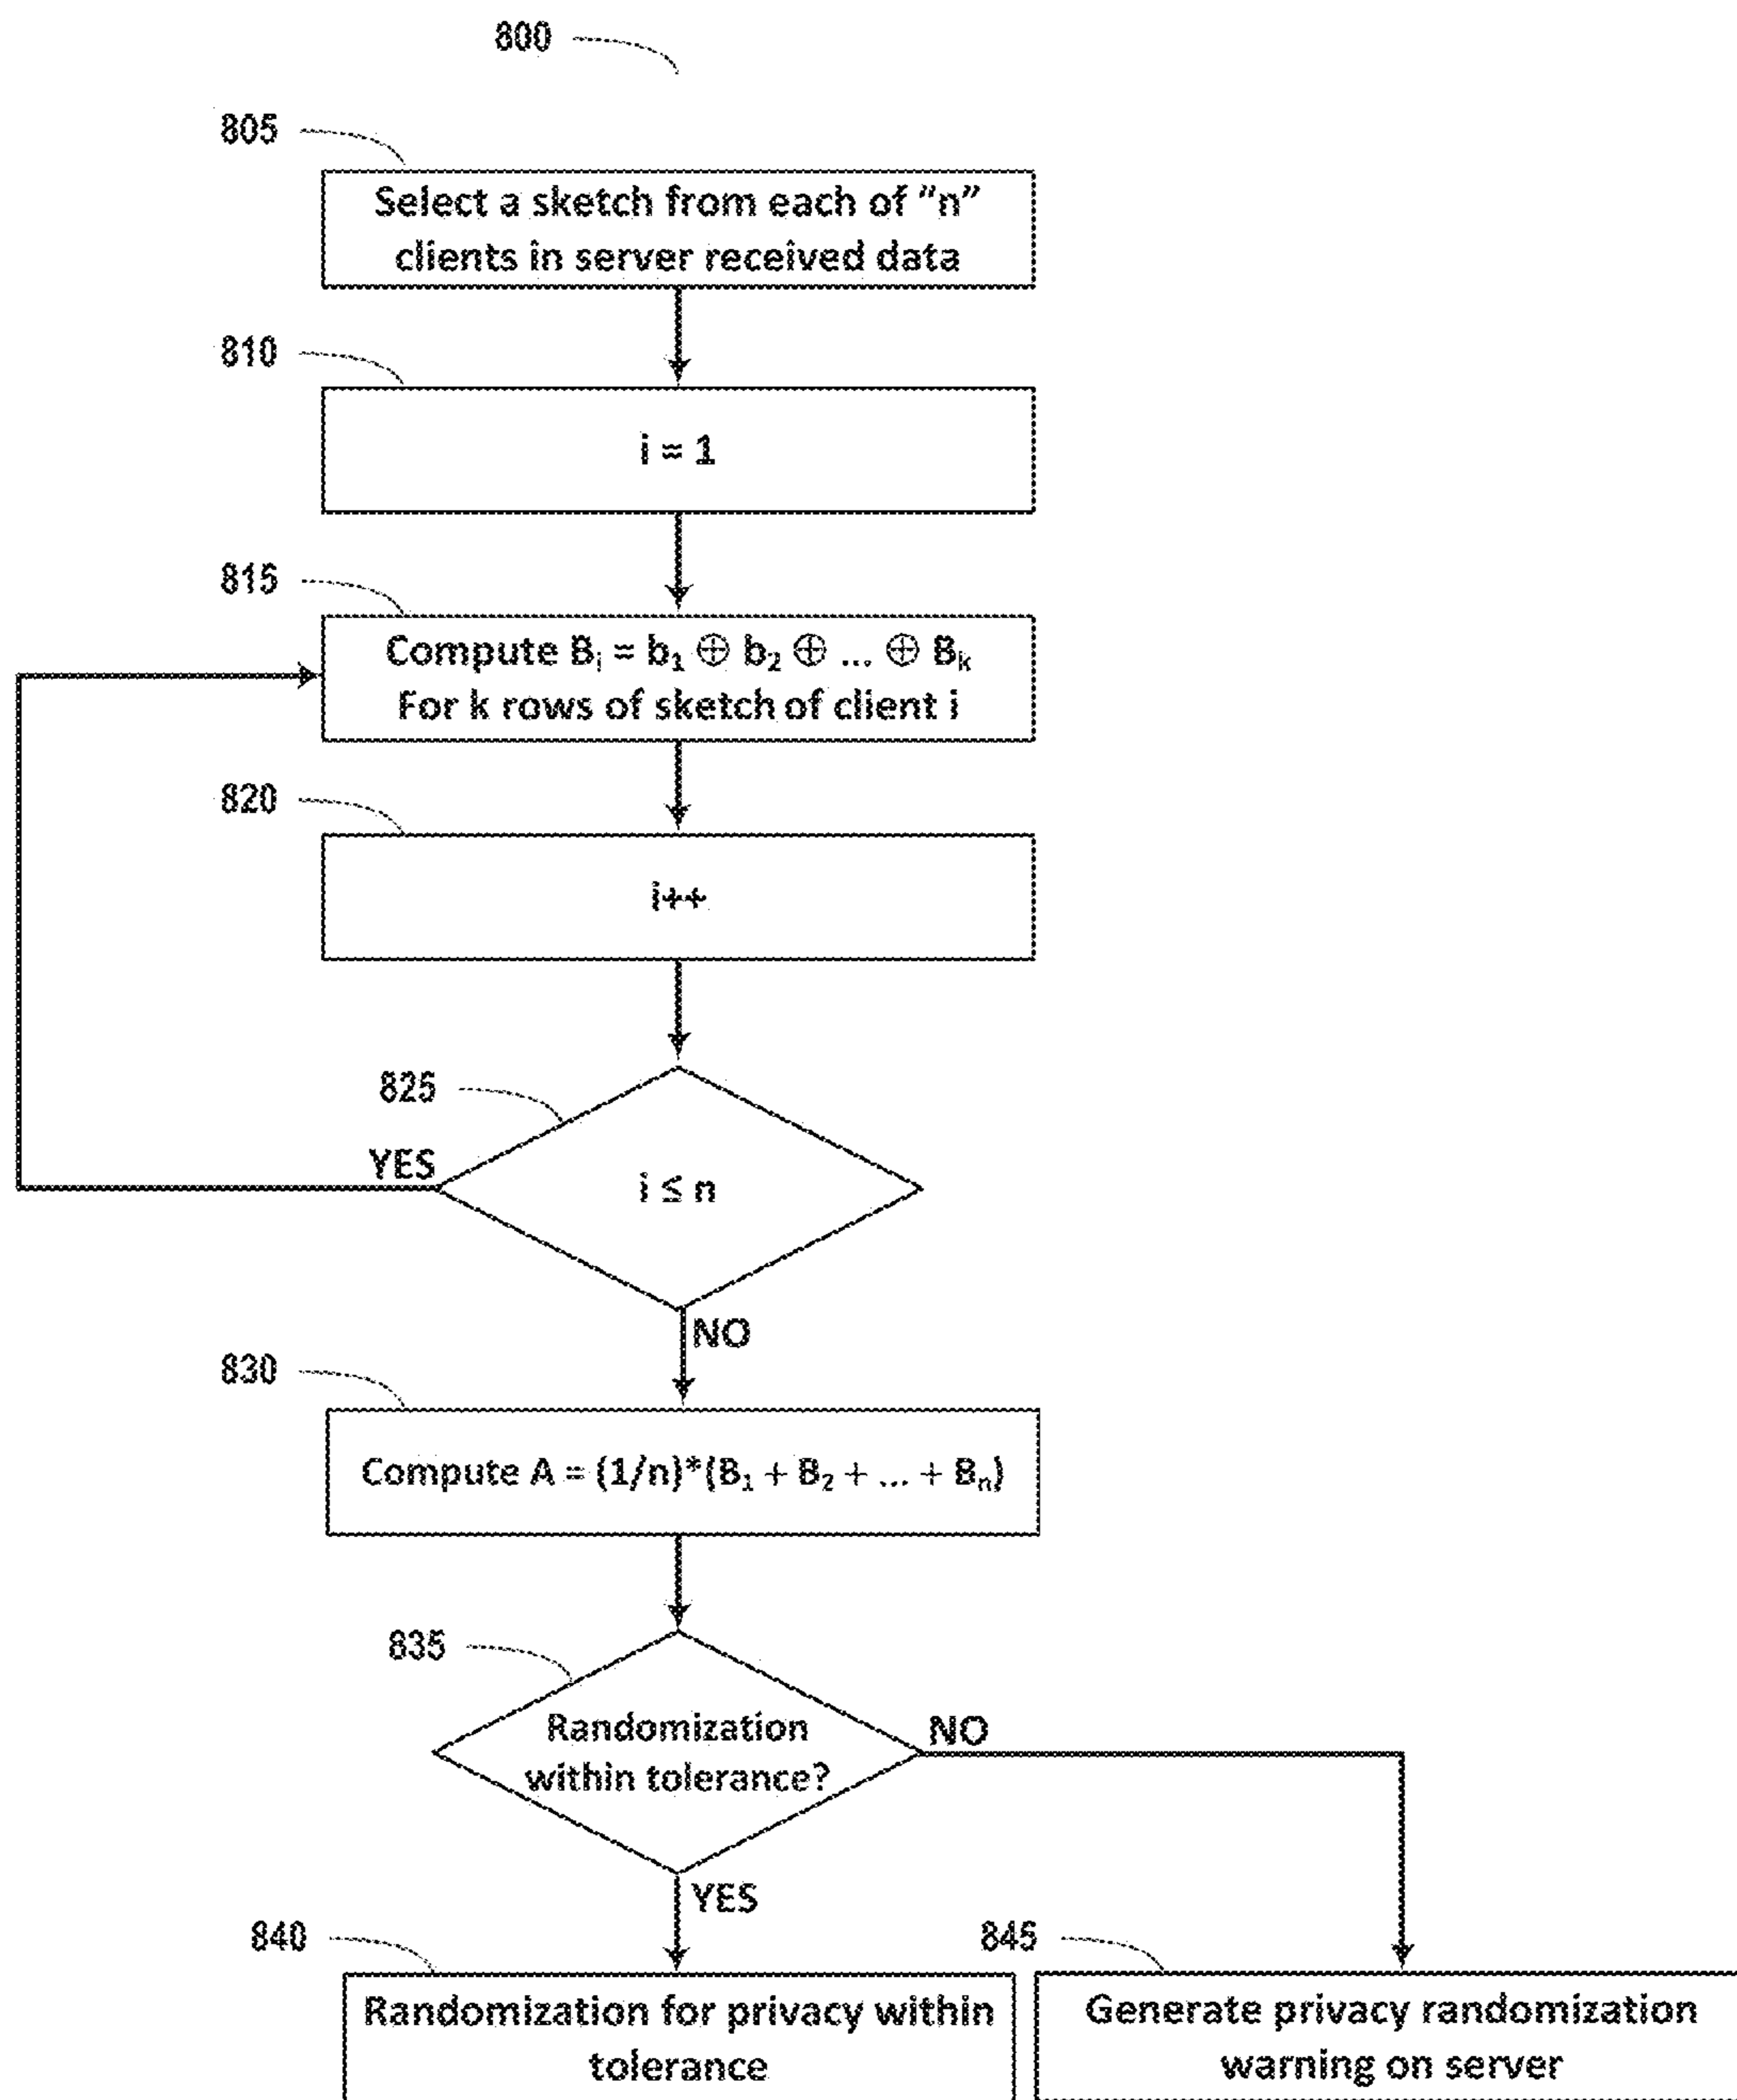 800
805
Select a sketch from each of “n”
clients in server received data
810
i = 1
815
Compute Bᵢ = b₁ ⊕ b₂ ⊕ ... ⊕ Bₖ
For k rows of sketch of client i
820
i++
825
YES
i ≤ n
NO
830
Compute A = (1/n)*(B₁ + B₂ + ... + Bₙ)
835
Randomization
within tolerance?
NO
YES
840
Randomization for privacy within
tolerance
845
Generate privacy randomization
warning on server